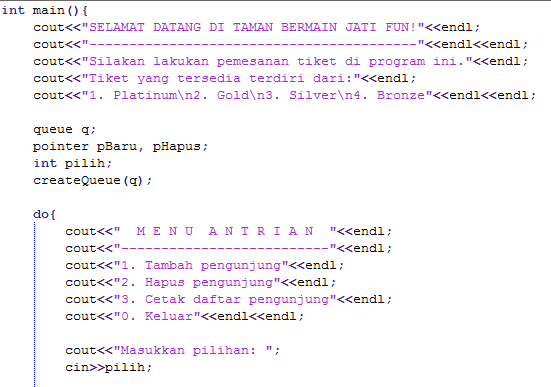 int main(){
cout<<"SELAMAT DATANG DI TAMAN BERMAIN JATI FUN!"<<endl;
cout<<"-----------------------------------------"<<endl<<endl;
cout<<"Silakan lakukan pemesanan tiket di program ini."<<endl;
cout<<"Tiket yang tersedia terdiri dari:"<<endl;
cout<<"1. Platinum\n2. Gold\n3. Silver\n4. Bronze"<<endl<<endl;
queue q;
pointer pBaru, pHapus;
int pilih;
createQueue(q);
do{
cout<<"  M E N U  A N T R I A N  "<<endl;
cout<<"--------------------------"<<endl;
cout<<"1. Tambah pengunjung"<<endl;
cout<<"2. Hapus pengunjung"<<endl;
cout<<"3. Cetak daftar pengunjung"<<endl;
cout<<"0. Keluar"<<endl<<endl;
cout<<"Masukkan pilihan: ";
cin>>pilih;